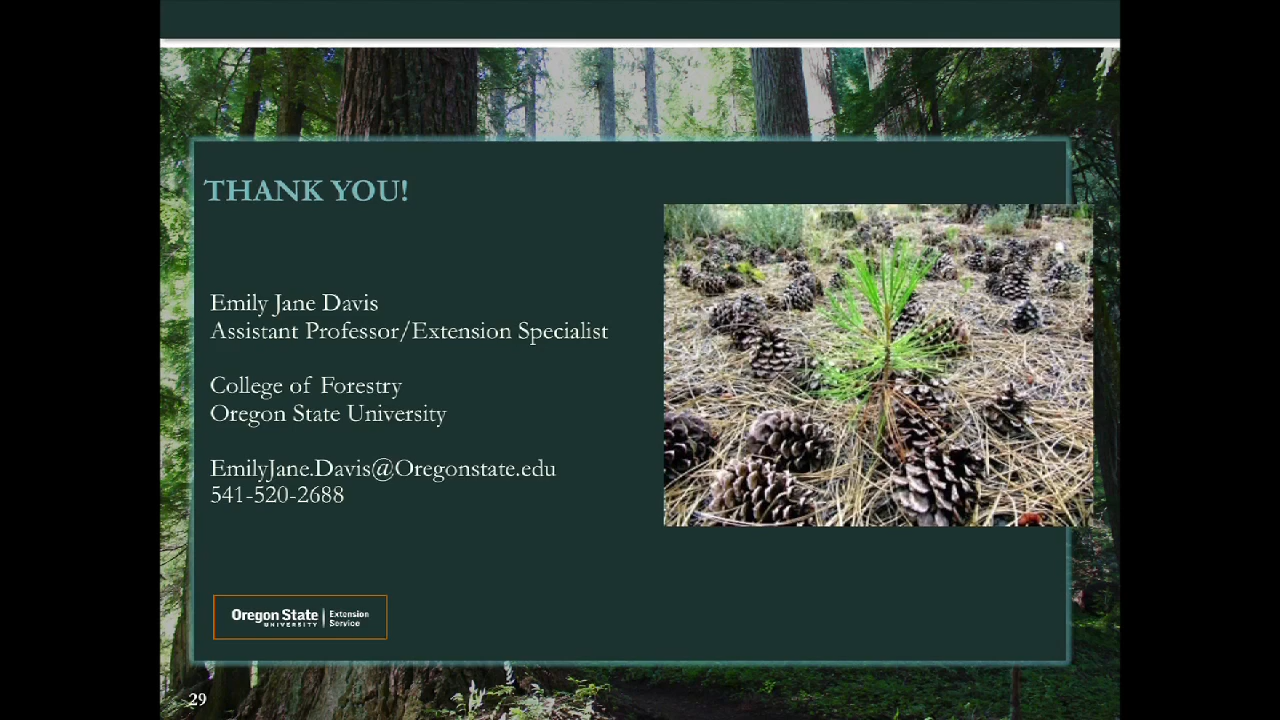 THANK YOU!
Emily Jane Davis
Assistant Professor/Extension Specialist
College of Forestry
Oregon State University
EmilyJane.Davis@Oregonstate.edu
541-520-2688
Oregon State | Extension
UNIVERSITY | Service
29